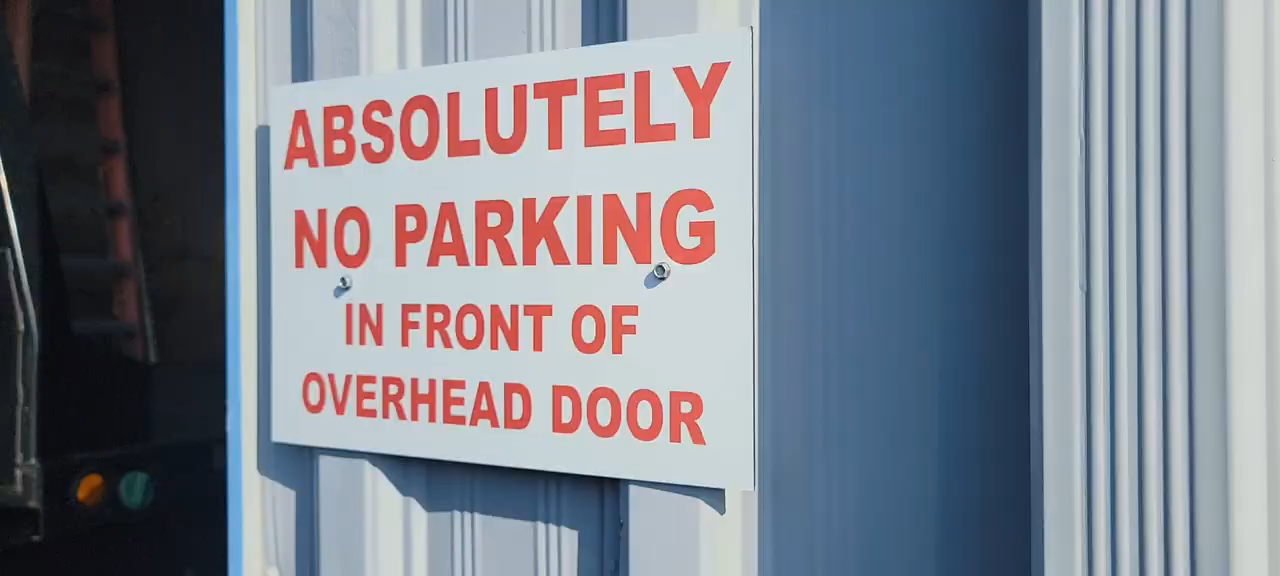 ABSOLUTELY
NO PARKING
IN FRONT OF
OVERHEAD DOOR